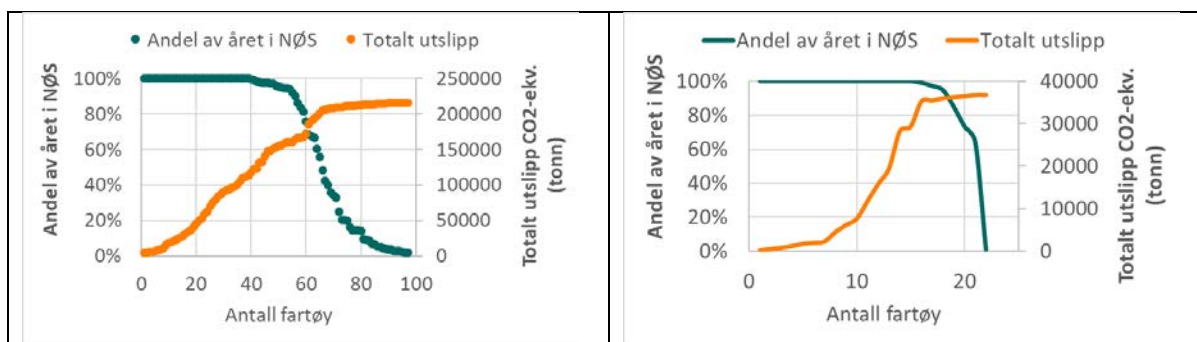 Andel av året i NØS Totalt utslipp
Andel av året i NØS
100%
80%
60%
40%
20%
0%
250000
200000
150000
100000
50000
0
Totalt utslipp CO2-ekv.
(tonn)
0 20 40 60 80 100
Antall fartøy
Andel av året i NØS Totalt utslipp
Andel av året i NØS
100%
80%
60%
40%
20%
0%
40000
30000
20000
10000
0
Totalt utslipp CO2-ekv.
(tonn)
0 10 20
Antall fartøy